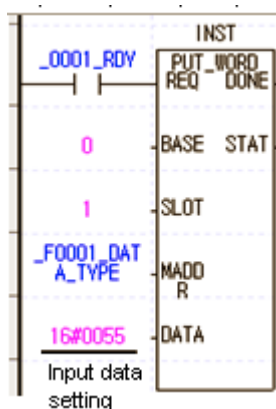 INST
_0001_RDY PUT_WORD
REQ DONE
0 BASE STAT
1 SLOT
_F0001_DAT
A_TYPE MADD
R
16#0055 DATA
Input data
setting